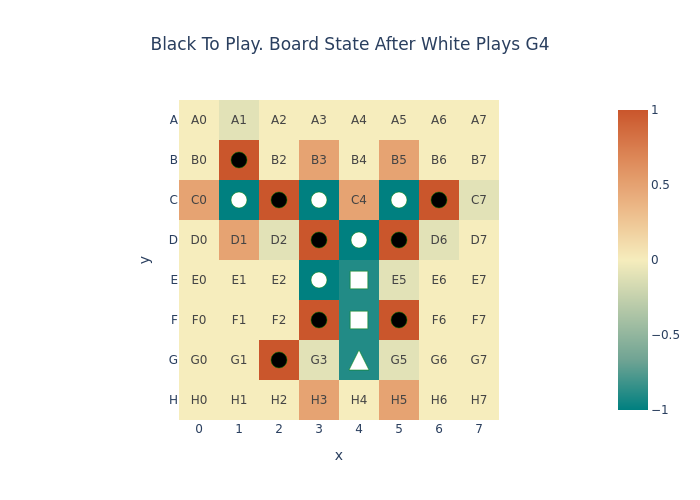 Black To Play. Board State After White Plays G4
A A0 A1 A2 A3 A4 A5 A6 A7
B B0 B2 B3 B4 B5 B6 B7
C C0 C4 C7
D D0 D1 D2 D6 D7
E E0 E1 E2 E5 E6 E7
F F0 F1 F2 F6 F7
G G0 G1 G3 G5 G6 G7
H H0 H1 H2 H3 H4 H5 H6 H7
0 1 2 3 4 5 6 7
x
y
1
0.5
0
−0.5
−1